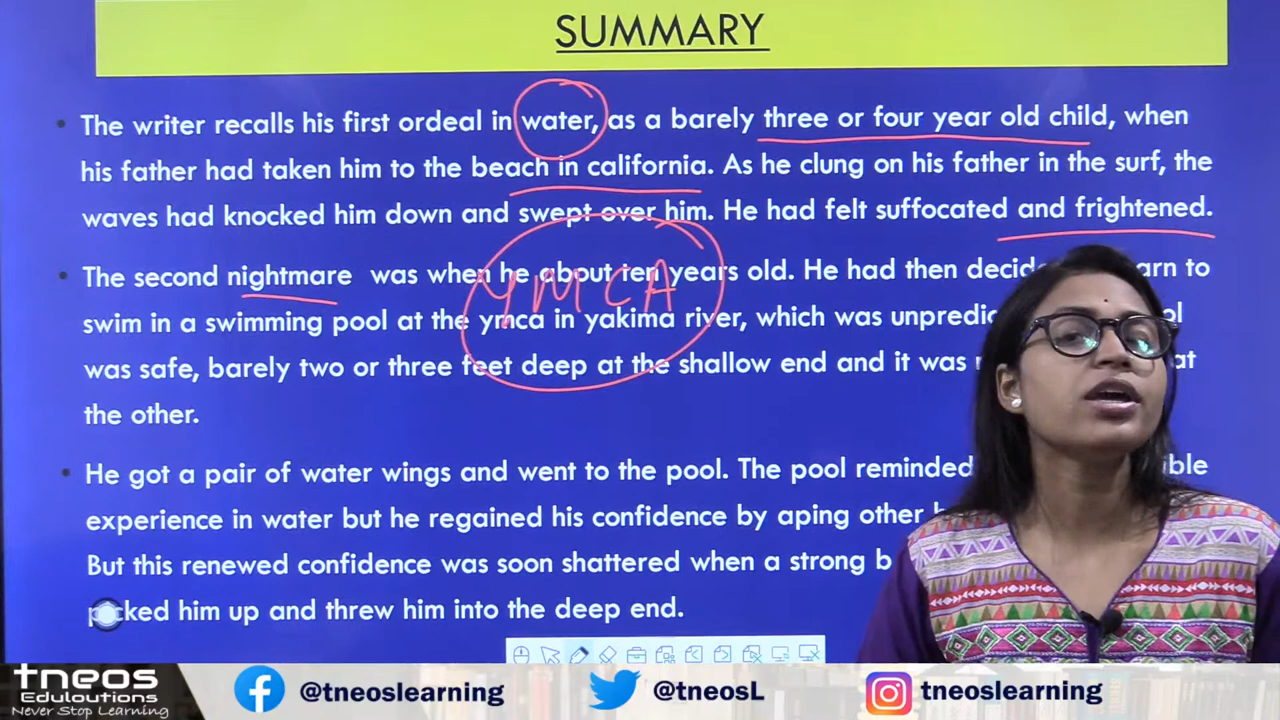 SUMMARY
The writer recalls his first ordeal in water, as a barely three or four year old child, when
his father had taken him to the beach in california. As he clung on his father in the surf, the
waves had knocked him down and swept over him. He had felt suffocated and frightened.
The second nightmare was when he about ten years old. He had then decide arn to
YMCA
swim in a swimming pool at the ymca in yakima river, which was unpredic ol
was safe, barely two or three feet deep at the shallow end and it was at
the other.
He got a pair of water wings and went to the pool. The pool reminded ible
experience in water but he regained his confidence by aping other
But this renewed confidence was soon shattered when a strong b
picked him up and threw him into the deep end.
tneos
Eduloutions
Never Stop Learning
@tneoslearning
@tneosL
tneoslearning